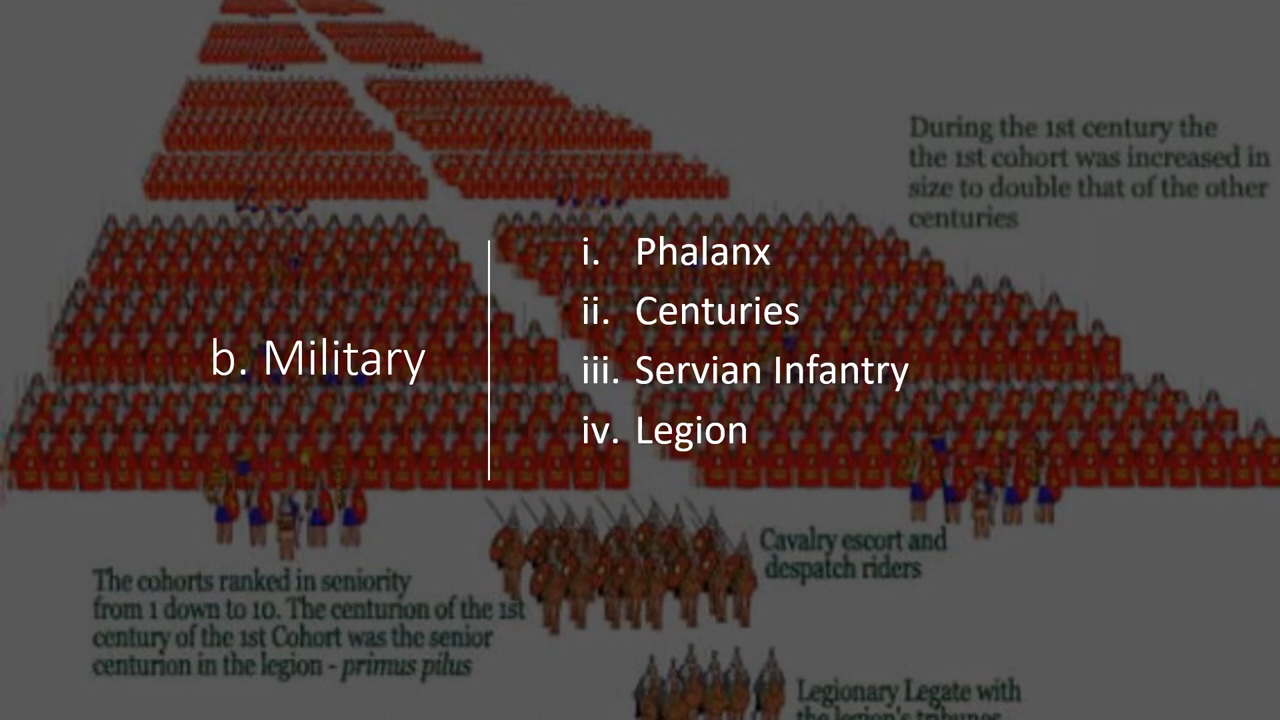 During the 1st century the
the 1st cohort was increased in
size to double that of the other
centuries
b. Military
i. Phalanx
ii. Centuries
iii. Servian Infantry
iv. Legion
Cavalry escort and
despatch riders
The cohorts ranked in seniority
from 1 down to 10. The centurion of the 1st
century of the 1st Cohort was the senior
centurion in the legion - primus pilus
Legionary Legate with
the legion's tribunes